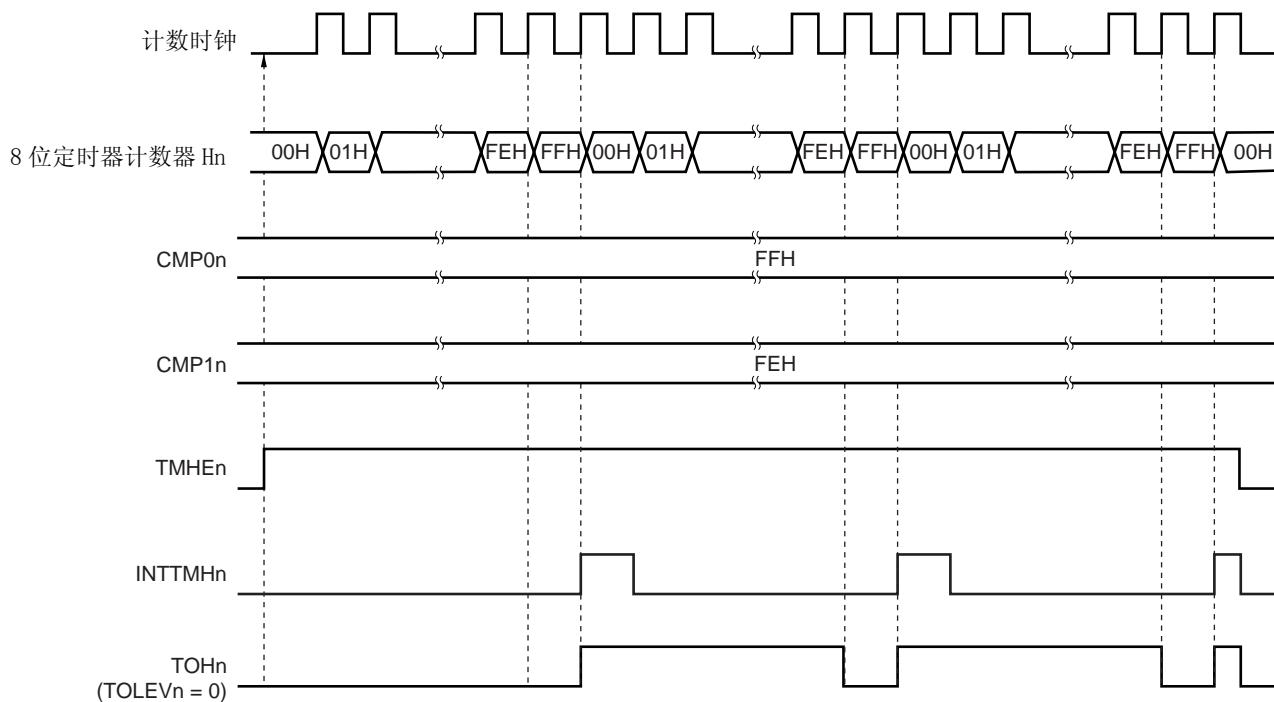 计数时钟
8 位定时器计数器 Hn
00H 01H FEH FFH 00H 01H FEH FFH 00H 01H FEH FFH 00H
CMP0n
FFH
CMP1n
FEH
TMHEn
INTTMHn
TOHn
(TOLEVn = 0)